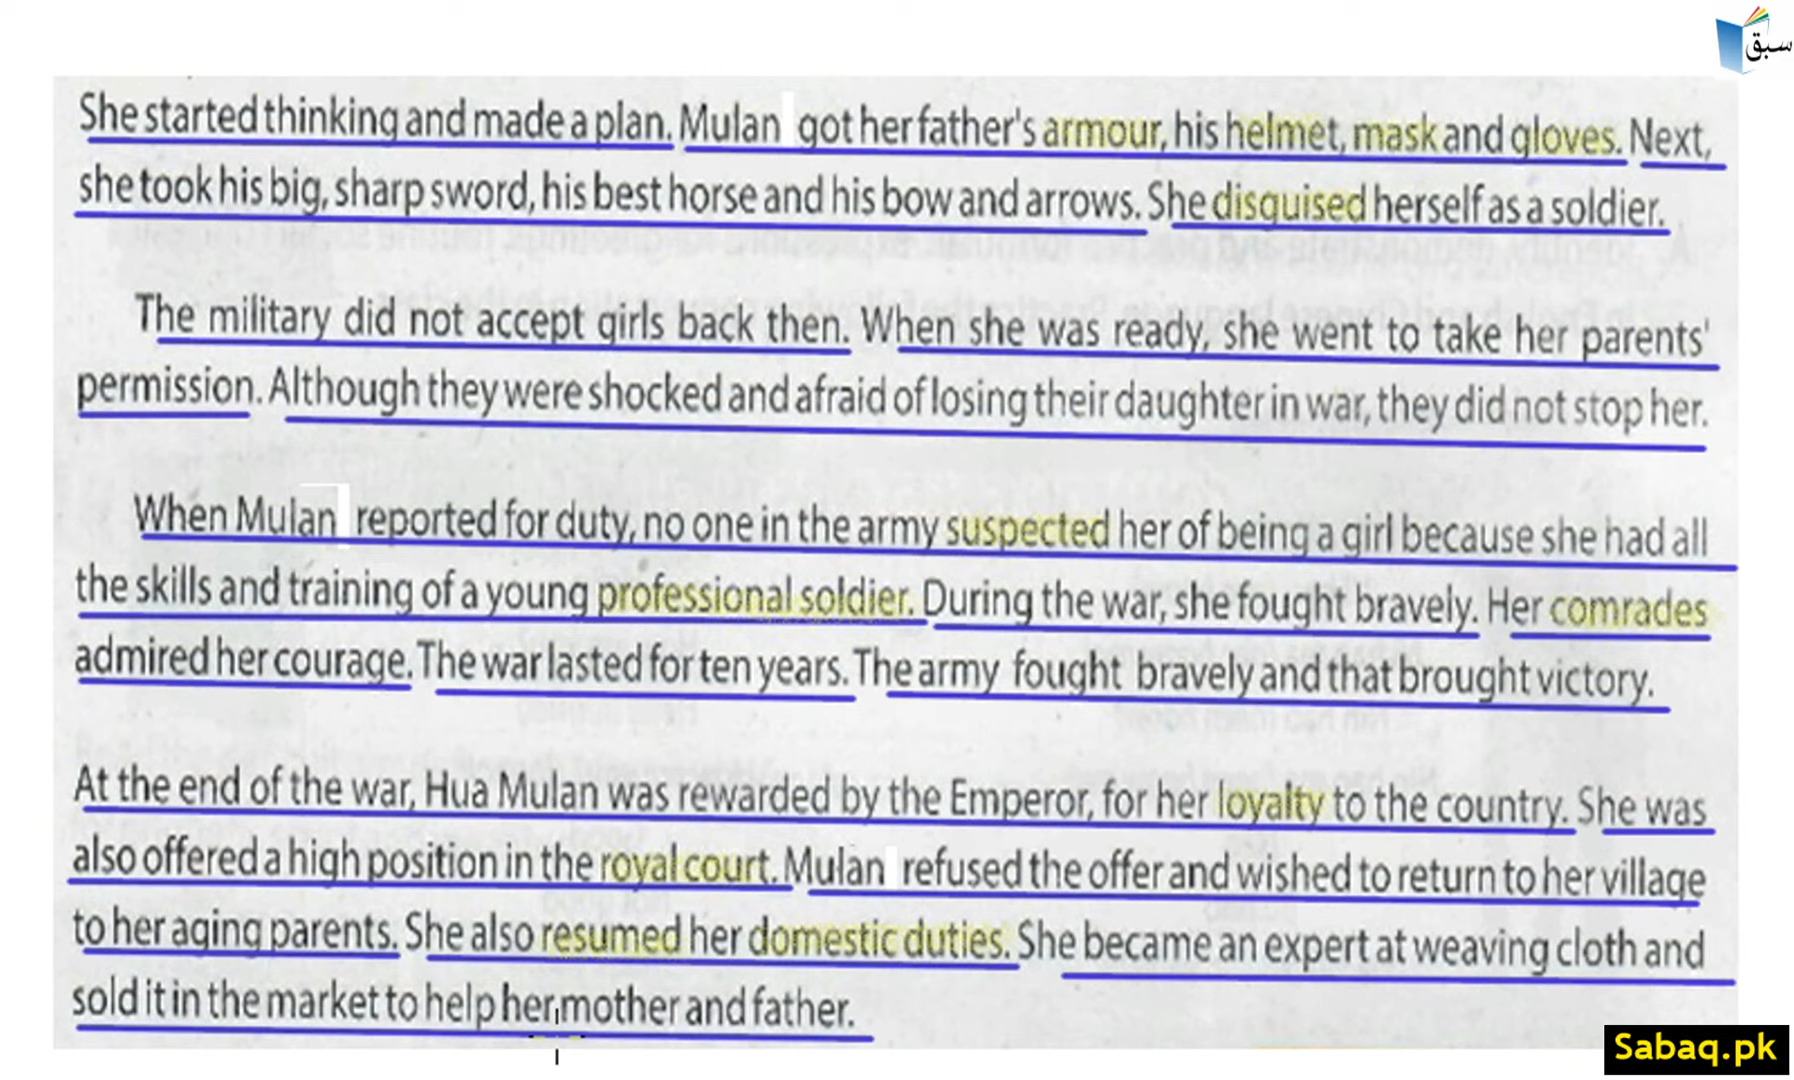 سبق
She started thinking and made a plan. Mulan got her father's armour, his helmet, mask and gloves. Next,
she took his big, sharp sword, his best horse and his bow and arrows. She disguised herself as a soldier.
The military did not accept girls back then. When she was ready, she went to take her parents'
permission. Although they were shocked and afraid of losing their daughter in war, they did not stop her.
When Mulan reported for duty, no one in the army suspected her of being a girl because she had all
the skills and training of a young professional soldier. During the war, she fought bravely. Her comrades
admired her courage. The war lasted for ten years. The army fought bravely and that brought victory.
At the end of the war, Hua Mulan was rewarded by the Emperor, for her loyalty to the country. She was
also offered a high position in the royal court. Mulan refused the offer and wished to return to her village
to her aging parents. She also resumed her domestic duties. She became an expert at weaving cloth and
sold it in the market to help her mother and father.
Sabaq.pk